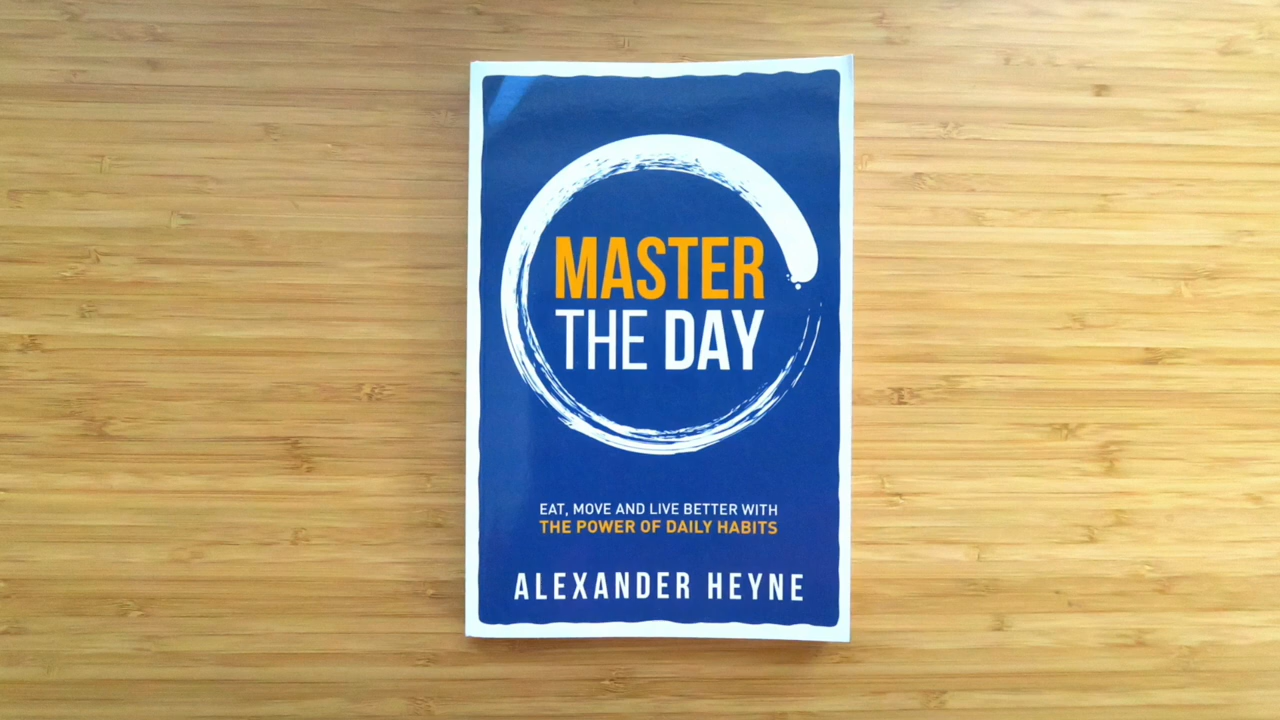 MASTER
THE DAY
EAT, MOVE AND LIVE BETTER WITH
THE POWER OF DAILY HABITS
ALEXANDER HEYNE